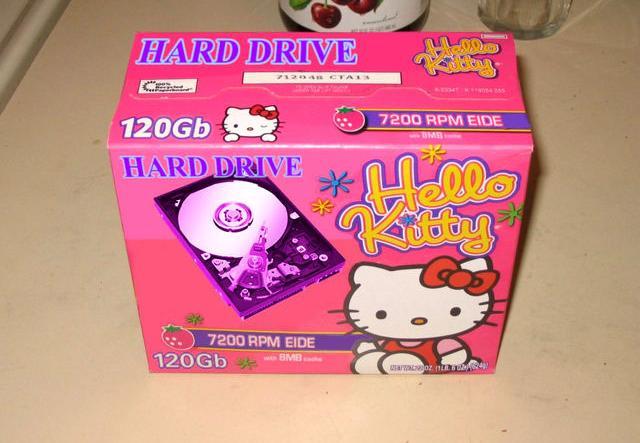 HARD DRIVE
Hello
Kitty
712048 CTA13
100%
Recycled
Paperboard
120Gb
7200 RPM EIDE
with 8MB cache
HARD DRIVE
Hello
Kitty
7200 RPM EIDE
120Gb
with 8MB cache